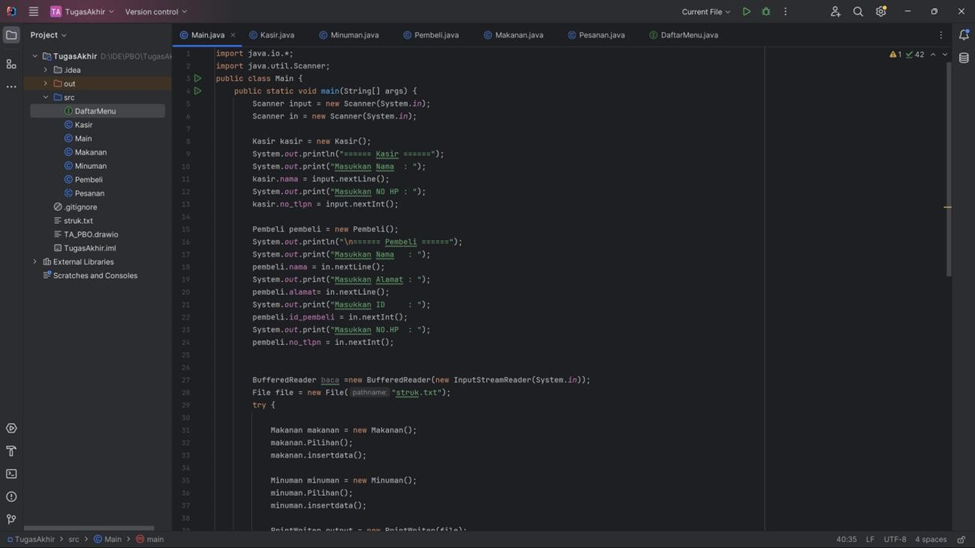 TA TugasAkhir Version control Current File
Project
Main.java Kasir.java Minuman.java Pembeli.java Makanan.java Pesanan.java DaftarMenu.java
TugasAkhir D:\IDE\PBO\TugasAk
.idea
out
src
DaftarMenu
Kasir
Main
Makanan
Minuman
Pembeli
Pesanan
.gitignore
struk.txt
TA_PBO.drawio
TugasAkhir.iml
External Libraries
Scratches and Consoles
1 42
1 import java.io.*;
2 import java.util.Scanner;
3 public class Main {
4 public static void main(String[] args) {
5 Scanner input = new Scanner(System.in);
6 Scanner in = new Scanner(System.in);
7
8 Kasir kasir = new Kasir();
9 System.out.println("====== Kasir ======");
10 System.out.print("Masukkan Nama  : ");
11 kasir.nama = input.nextLine();
12 System.out.print("Masukkan NO HP : ");
13 kasir.no_tlpn = input.nextInt();
14
15 Pembeli pembeli = new Pembeli();
16 System.out.println("\n====== Pembeli ======");
17 System.out.print("Masukkan Nama   : ");
18 pembeli.nama = in.nextLine();
19 System.out.print("Masukkan Alamat : ");
20 pembeli.alamat= in.nextLine();
21 System.out.print("Masukkan ID     : ");
22 pembeli.id_pembeli = in.nextInt();
23 System.out.print("Masukkan NO.HP  : ");
24 pembeli.no_tlpn = in.nextInt();
25
26
27 BufferedReader baca =new BufferedReader(new InputStreamReader(System.in));
28 File file = new File( pathname: "struk.txt");
29 try {
30
31 Makanan makanan = new Makanan();
32 makanan.Pilihan();
33 makanan.insertdata();
34
35 Minuman minuman = new Minuman();
36 minuman.Pilihan();
37 minuman.insertdata();
38
PrintWriter output = new PrintWriter(file);
TugasAkhir > src > Main > main 40:35 LF UTF-8 4 spaces